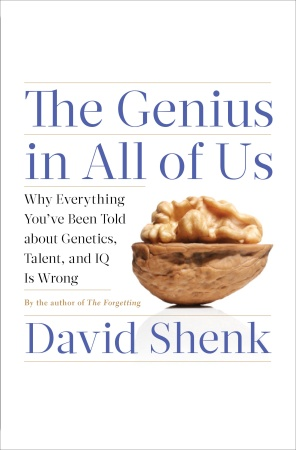 The Genius
in All of Us
Why Everything
You've Been Told
about Genetics,
Talent, and IQ
Is Wrong
By the author of The Forgetting
David Shenk